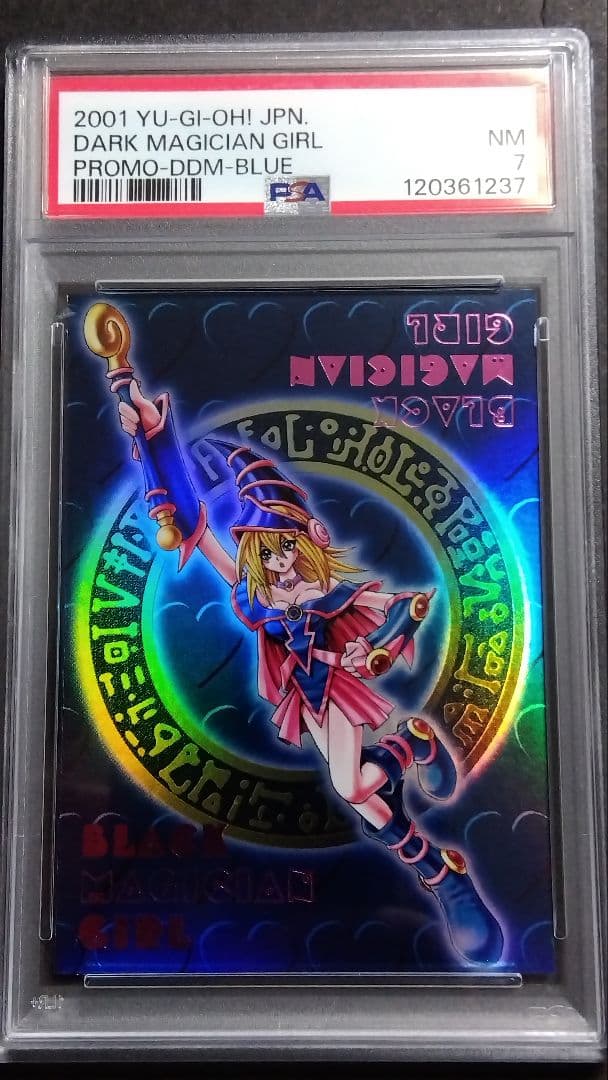 2001 YU-GI-OH! JPN.
DARK MAGICIAN GIRL
NM
PROMO-DDM-BLUE
7
PSA
120361237
BLACK
MAGICIAN
GIRL
BLACK
MAGICIAN
GIRL